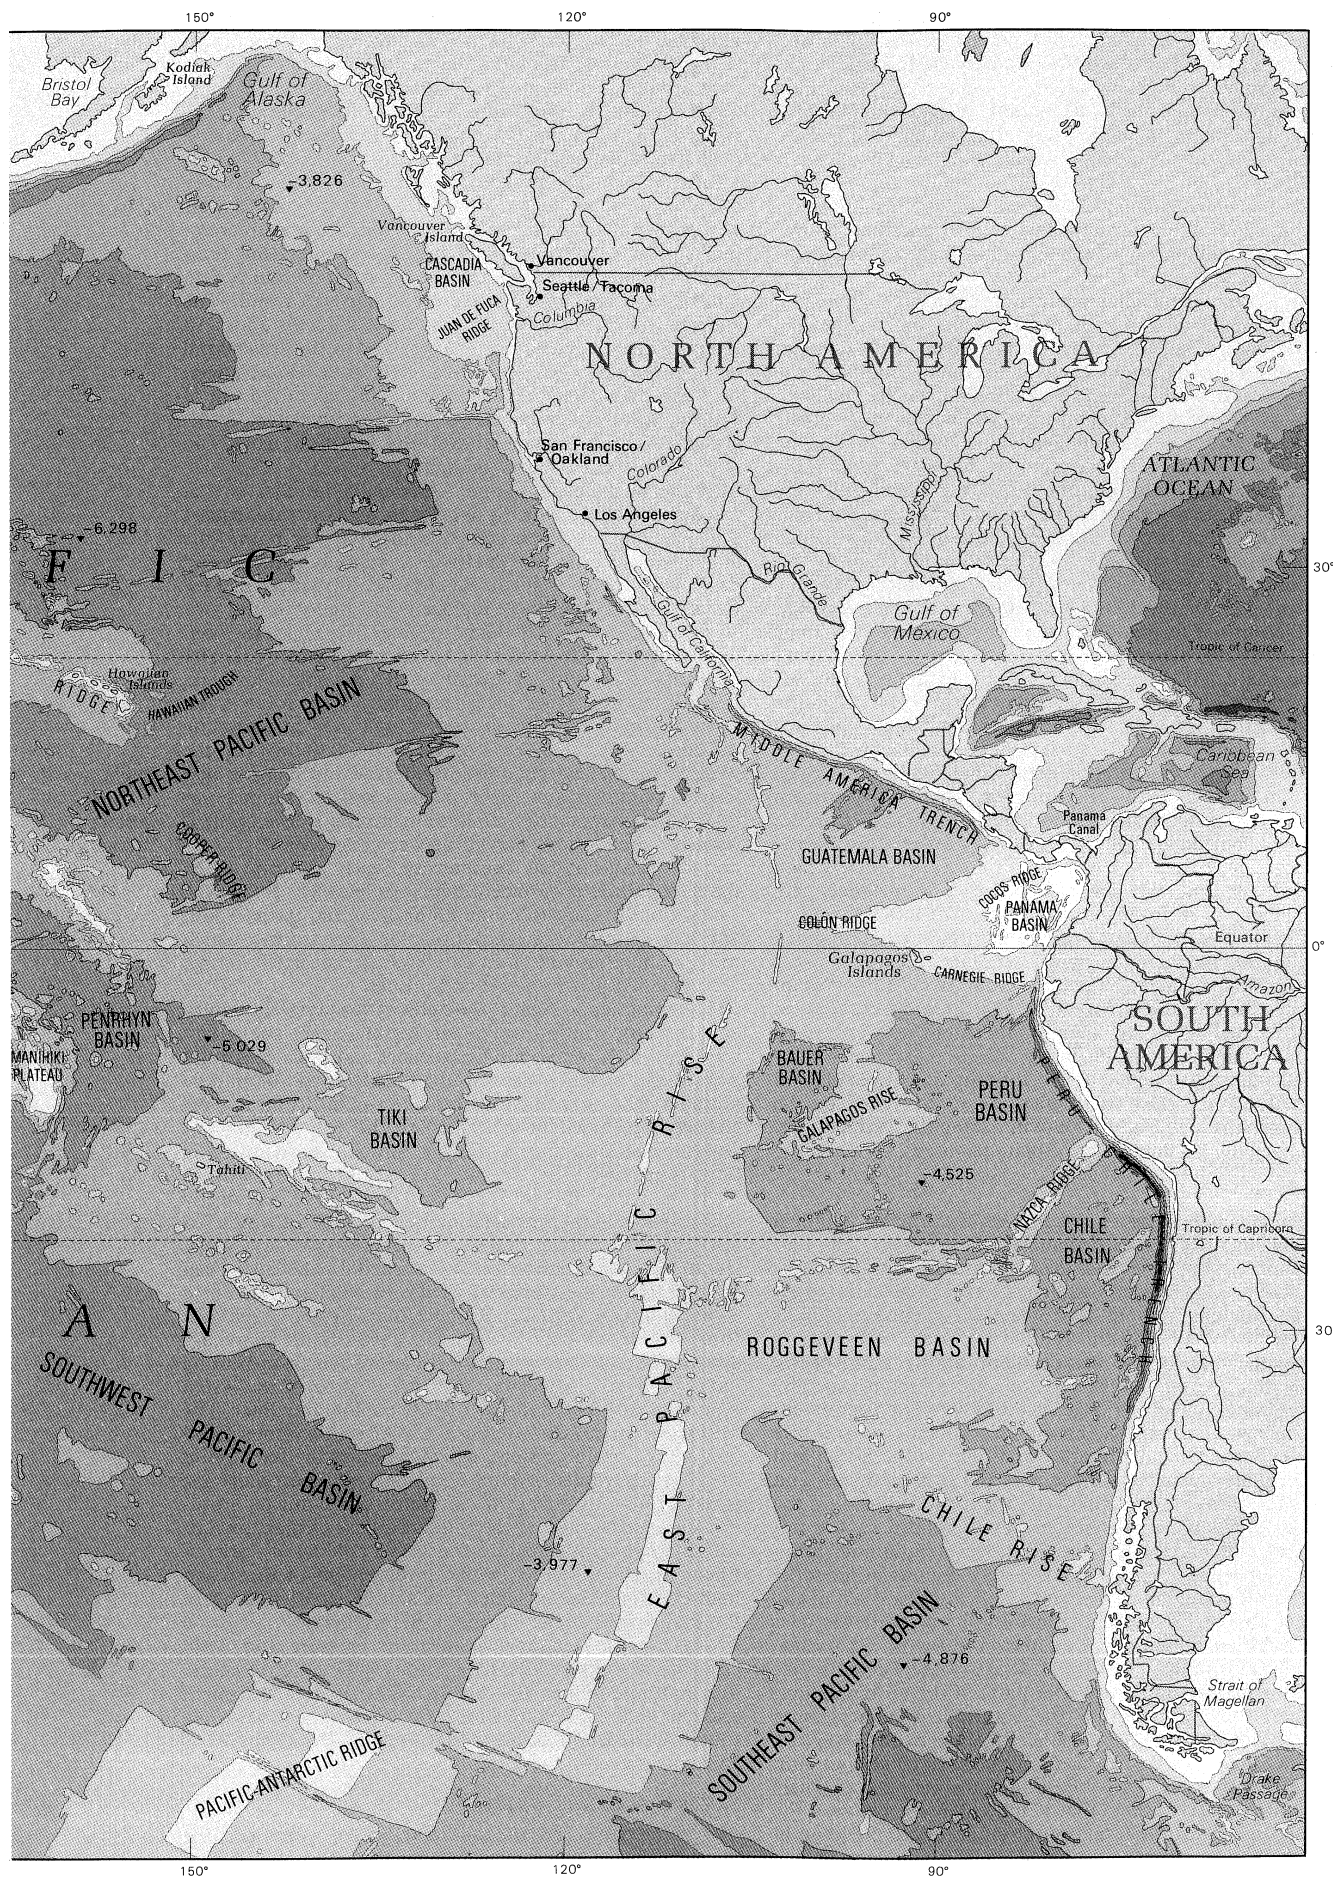 150°
120°
90°
Bristol
Bay
Kodiak
Island
Gulf of
Alaska
-3,826
Vancouver
Island
CASCADIA
BASIN
Vancouver
Seattle / Tacoma
JUAN DE FUCA
RIDGE
Columbia
NORTH AMERICA
San Francisco /
Oakland
Colorado
Mississippi
ATLANTIC
OCEAN
Los Angeles
-6,298
F I C
Rio Grande
30°
Gulf of California
Gulf of
Mexico
Tropic of Cancer
Hawaiian
Islands
RIDGE
HAWAIIAN TROUGH
NORTHEAST PACIFIC BASIN
MIDDLE AMERICA TRENCH
Caribbean
Sea
Panama
Canal
COOPER RIDGE
GUATEMALA BASIN
COCOS RIDGE
PANAMA
BASIN
COLÓN RIDGE
Equator
0°
Galapagos
Islands
CARNEGIE RIDGE
Amazon
SOUTH
AMERICA
PENRHYN
BASIN
-5 029
MANIHIKI
PLATEAU
EAST PACIFIC RISE
BAUER
BASIN
PERU
BASIN
PERU CHILE TRENCH
TIKI
BASIN
GALAPAGOS RISE
Tahiti
-4,525
NAZCA RIDGE
CHILE
BASIN
Tropic of Capricorn
A N
30
ROGGEVEEN BASIN
SOUTHWEST PACIFIC BASIN
CHILE RISE
-3,977
SOUTHEAST PACIFIC BASIN
-4,876
Strait of
Magellan
PACIFIC-ANTARCTIC RIDGE
Drake
Passage
150°
120°
90°